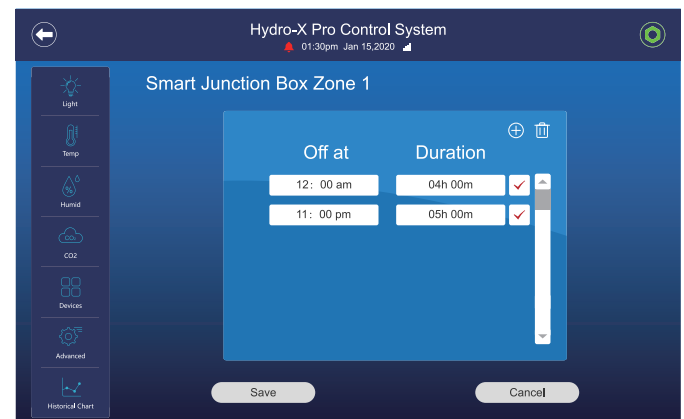 Hydro-X Pro Control System
01:30pm Jan 15,2020
Smart Junction Box Zone 1
Light
Temp
%
Humid
CO2
CO2
Devices
Advanced
Historical Chart
Off at Duration
12: 00 am 04h 00m
11: 00 pm 05h 00m
Save Cancel